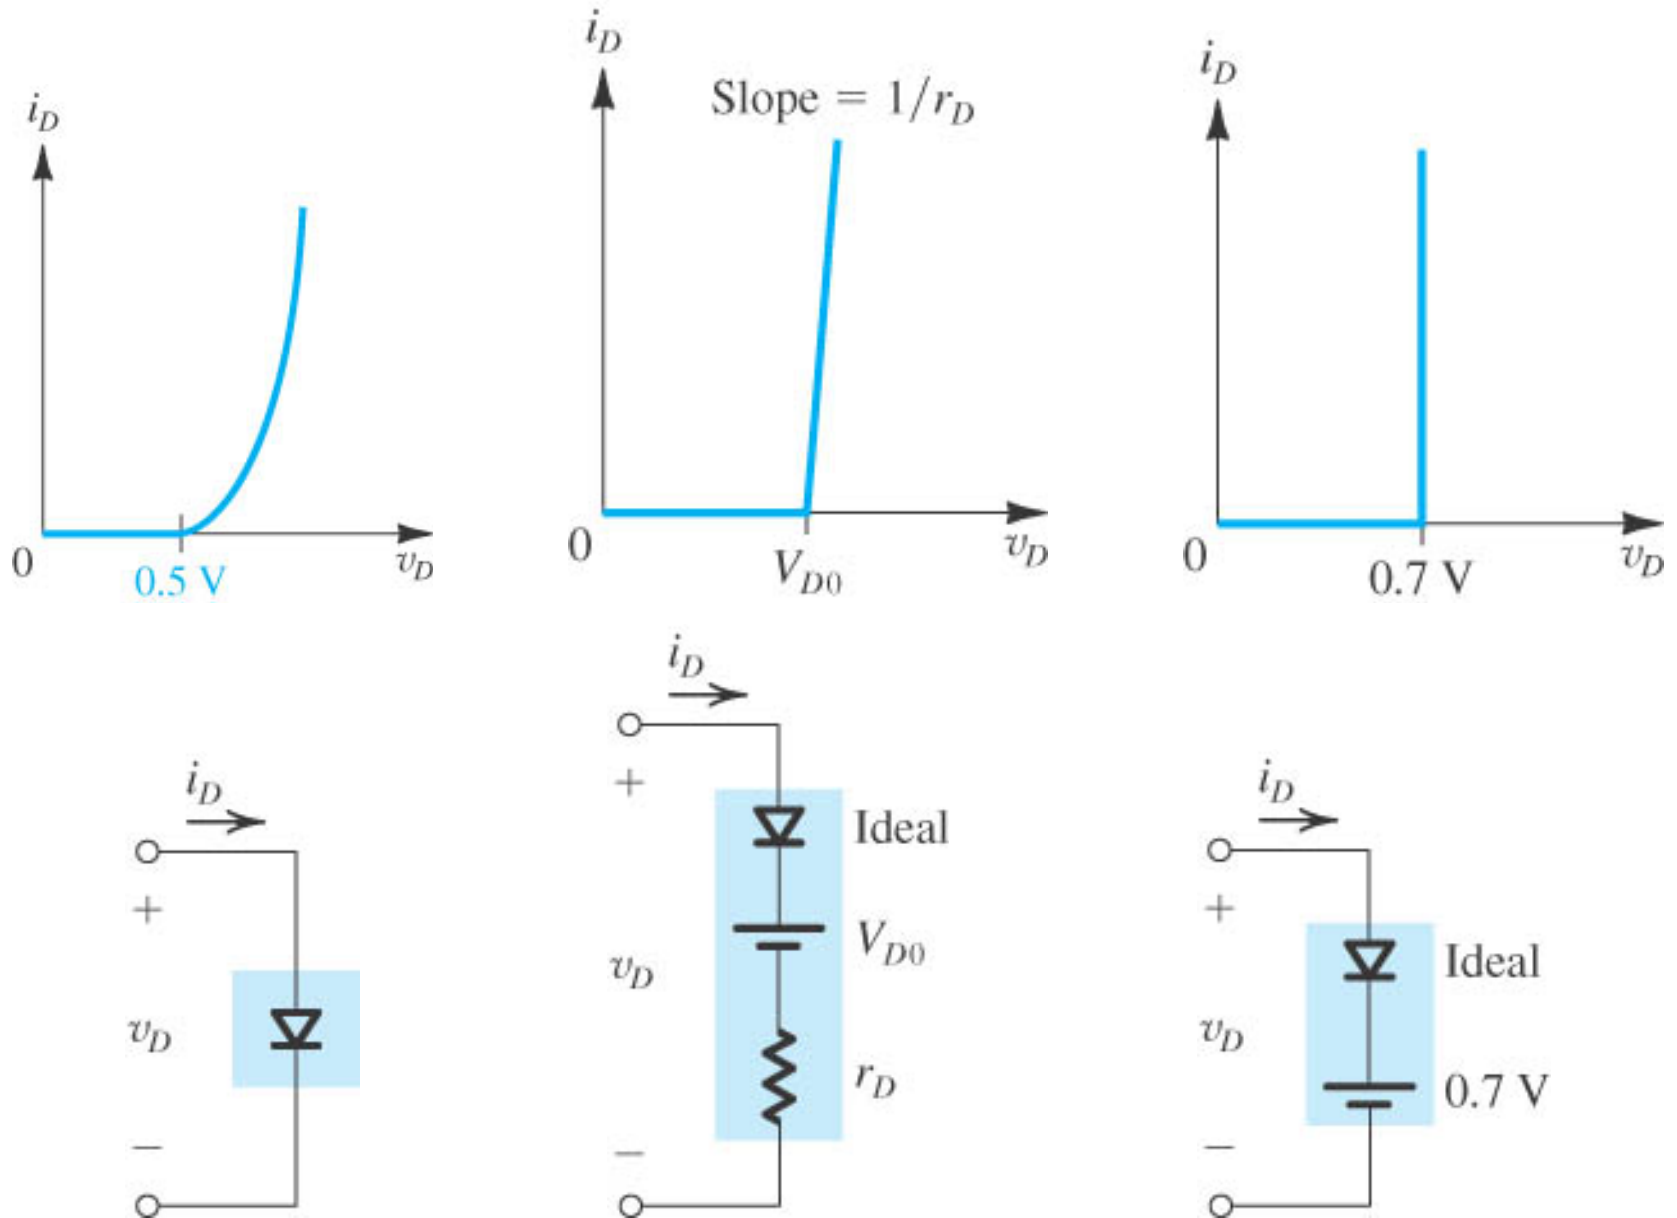 i_D
0
0.5 V
v_D
i_D
Slope = 1/r_D
0
V_D0
v_D
i_D
0
0.7 V
v_D
i_D
+
v_D
−
i_D
+
Ideal
V_D0
v_D
r_D
−
i_D
+
Ideal
v_D
0.7 V
−